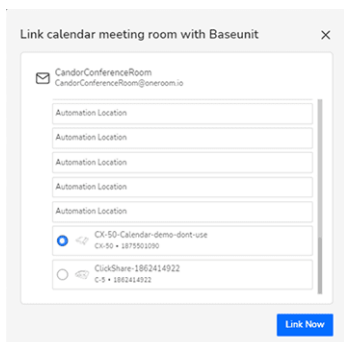 Link calendar meeting room with Baseunit
CandorConferenceRoom
CandorConferenceRoom@oneroom.io
Automation Location
Automation Location
Automation Location
Automation Location
Automation Location
CX-50-Calendar-demo-dont-use
CX-50 • 1875501090
ClickShare-1862414922
C-5 • 1862414922
Link Now